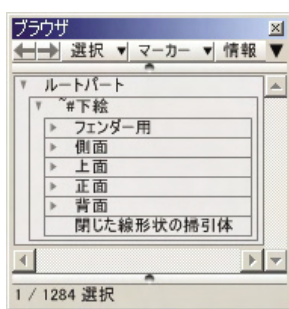 ブラウザ
選択 ▼ マーカー ▼ 情報 ▼
ルートパート
~#下絵
フェンダー用
側面
上面
正面
背面
閉じた線形状の掃引体
1 / 1284 選択